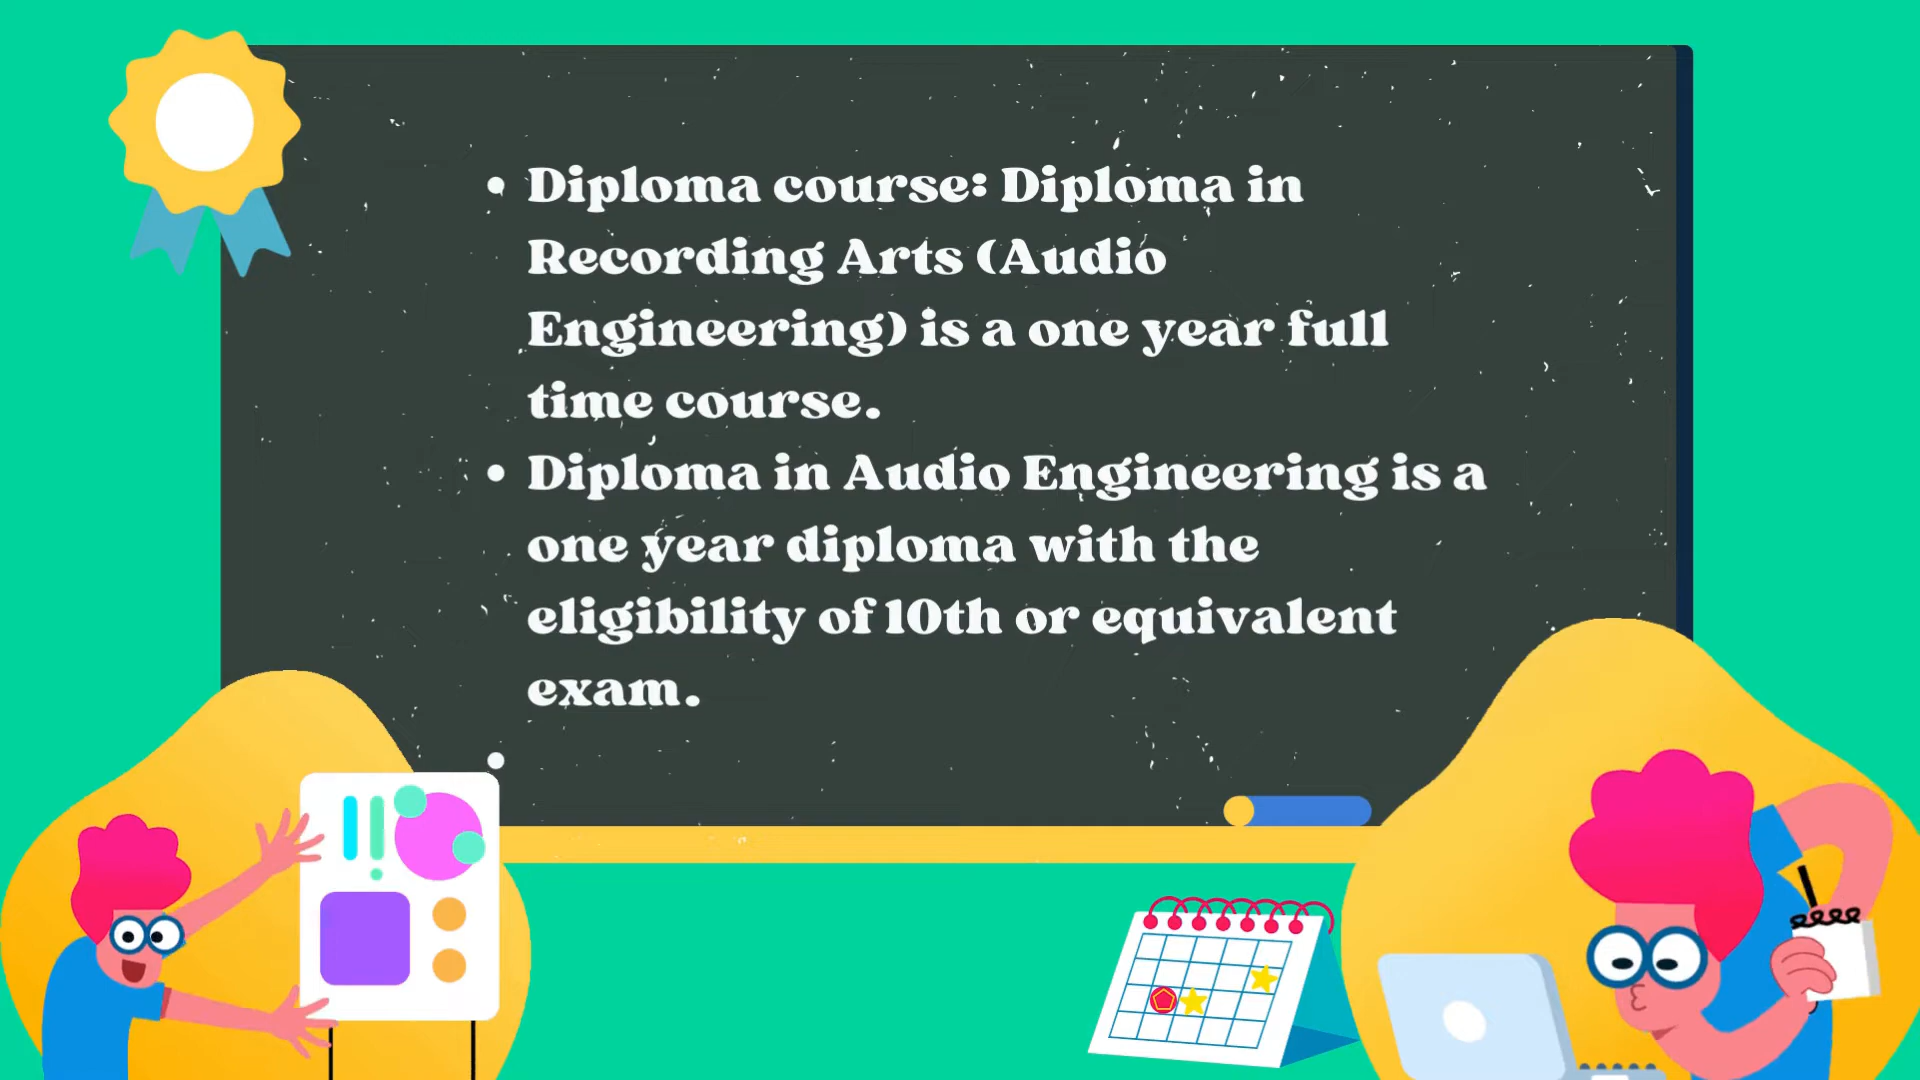 • Diploma course: Diploma in
Recording Arts (Audio
Engineering) is a one year full
time course.
• Diploma in Audio Engineering is a
one year diploma with the
eligibility of 10th or equivalent
exam.
•